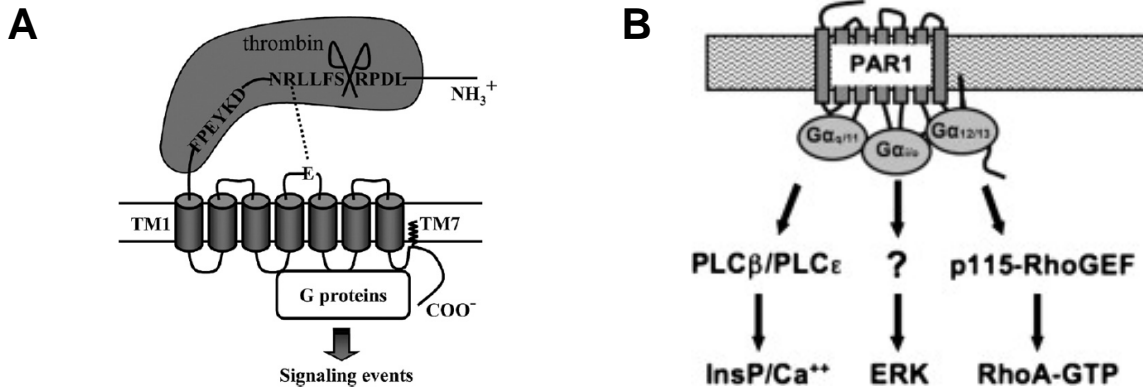 A
thrombin
NRLLFS RPDL
NH₃⁺
FPEYKD
E
TM1
TM7
G proteins
COO⁻
Signaling events
B
PAR1
Gαq/11
Gα12/13
PLCβ/PLCε
?
p115-RhoGEF
InsP/Ca⁺⁺
ERK
RhoA-GTP